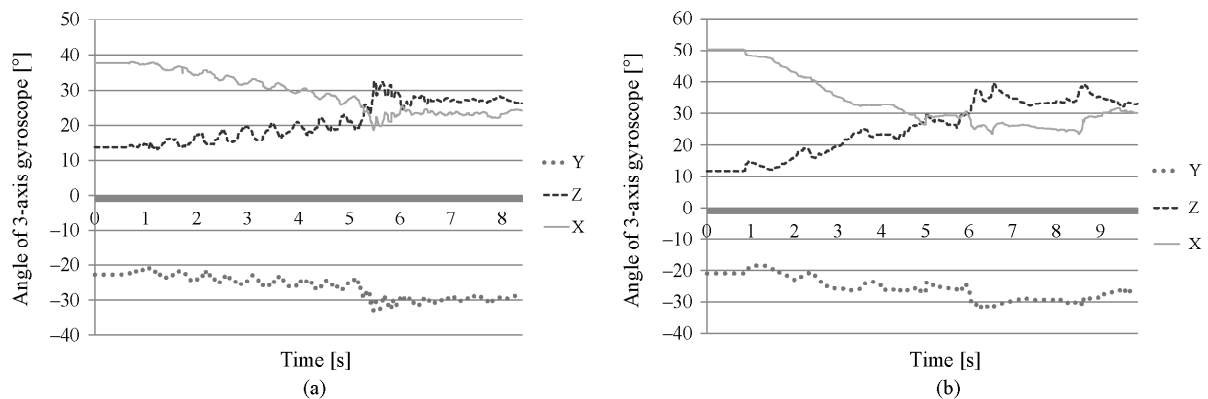 Angle of 3-axis gyroscope [°]
50
40
30
20
10
0
–10
–20
–30
–40
0 1 2 3 4 5 6 7 8
Time [s]
(a)
Y
Z
X
Angle of 3-axis gyroscope [°]
60
50
40
30
20
10
0
–10
–20
–30
–40
0 1 2 3 4 5 6 7 8 9
Time [s]
(b)
Y
Z
X